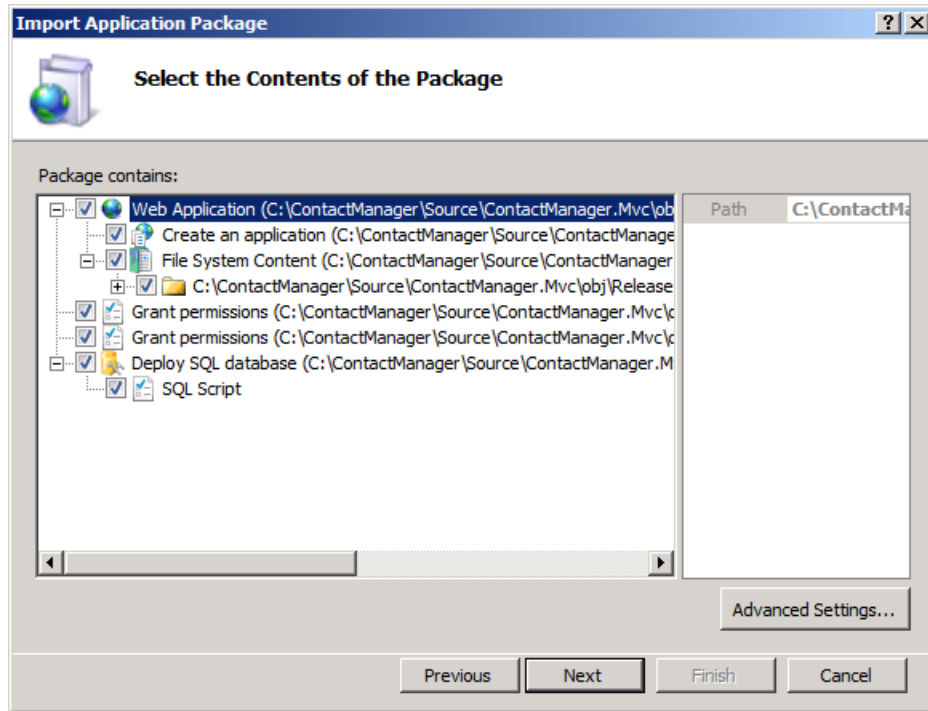 Import Application Package
Select the Contents of the Package
Package contains:
Web Application (C:\ContactManager\Source\ContactManager.Mvc\ob
Path C:\ContactMa
Create an application (C:\ContactManager\Source\ContactManage
File System Content (C:\ContactManager\Source\ContactManager
C:\ContactManager\Source\ContactManager.Mvc\obj\Release
Grant permissions (C:\ContactManager\Source\ContactManager.Mvc\o
Grant permissions (C:\ContactManager\Source\ContactManager.Mvc\o
Deploy SQL database (C:\ContactManager\Source\ContactManager.M
SQL Script
Advanced Settings...
Previous Next Finish Cancel